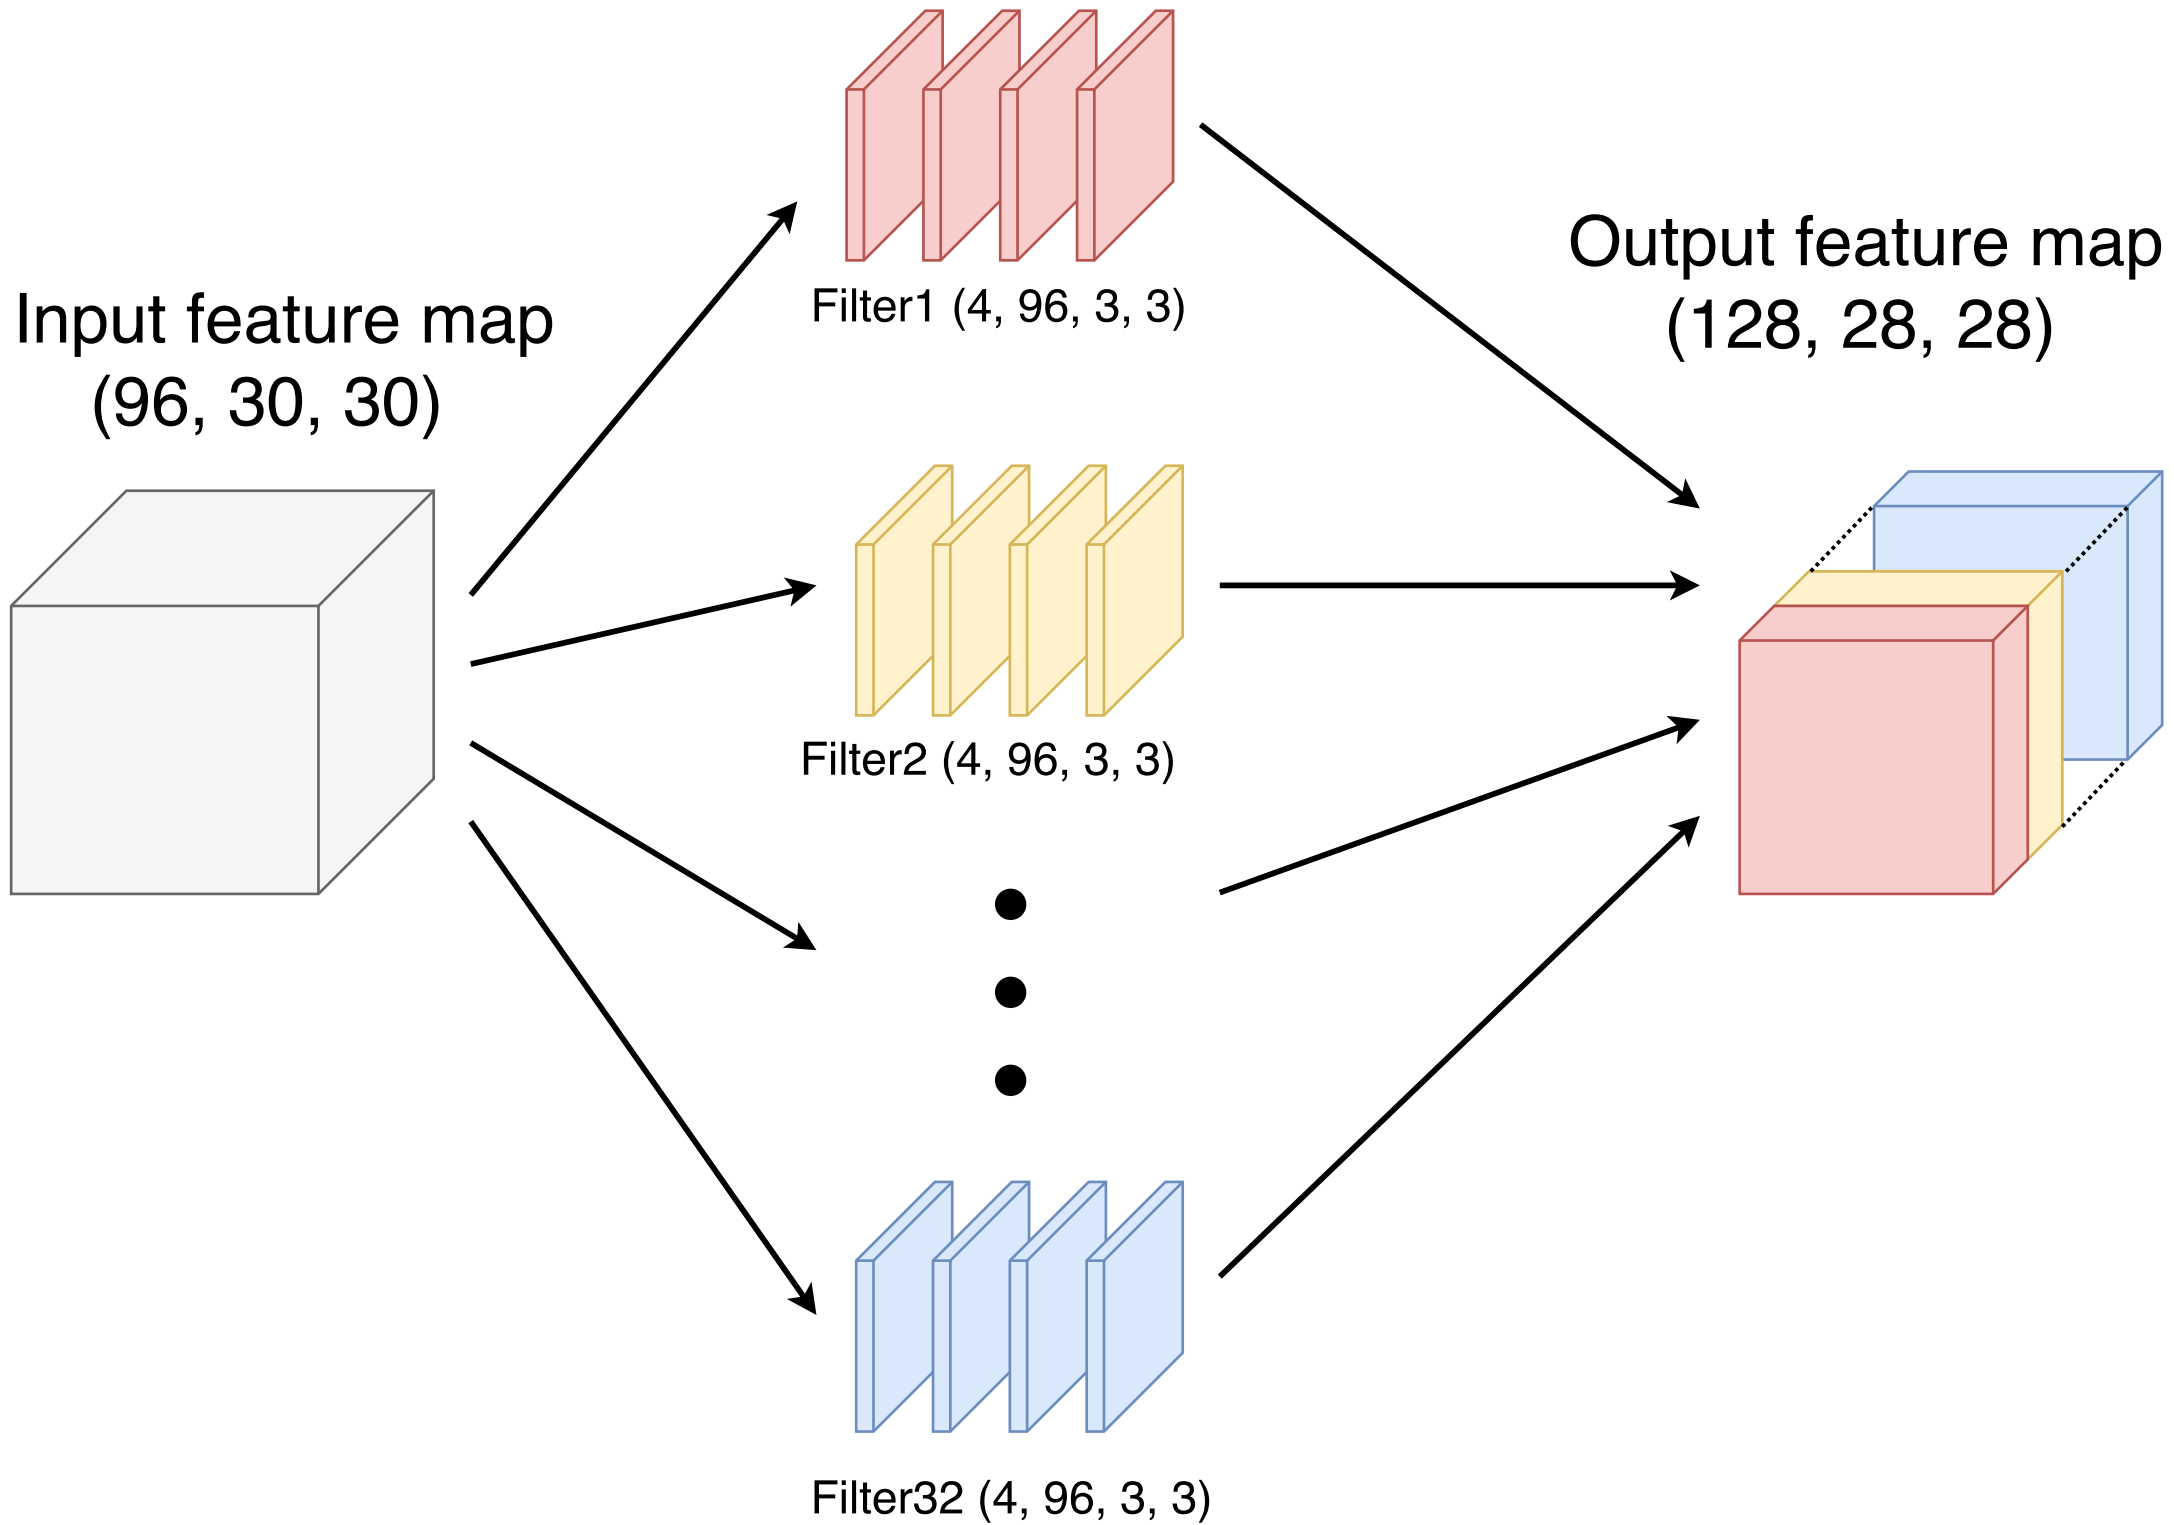 Input feature map
(96, 30, 30)
Filter1 (4, 96, 3, 3)
Filter2 (4, 96, 3, 3)
Filter32 (4, 96, 3, 3)
Output feature map
(128, 28, 28)